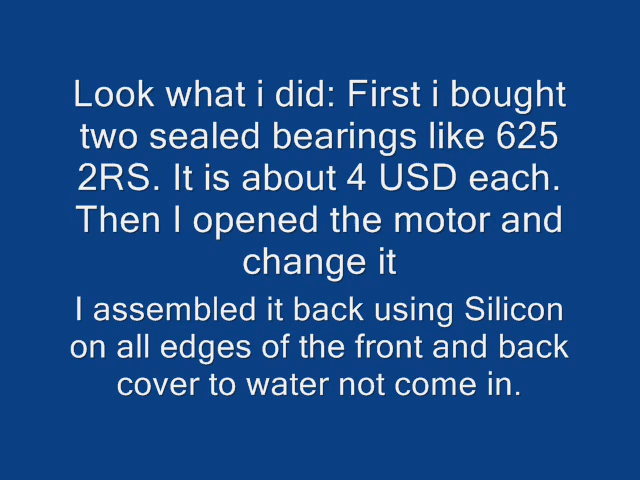 Look what i did: First i bought
two sealed bearings like 625
2RS. It is about 4 USD each.
Then I opened the motor and
change it
I assembled it back using Silicon
on all edges of the front and back
cover to water not come in.